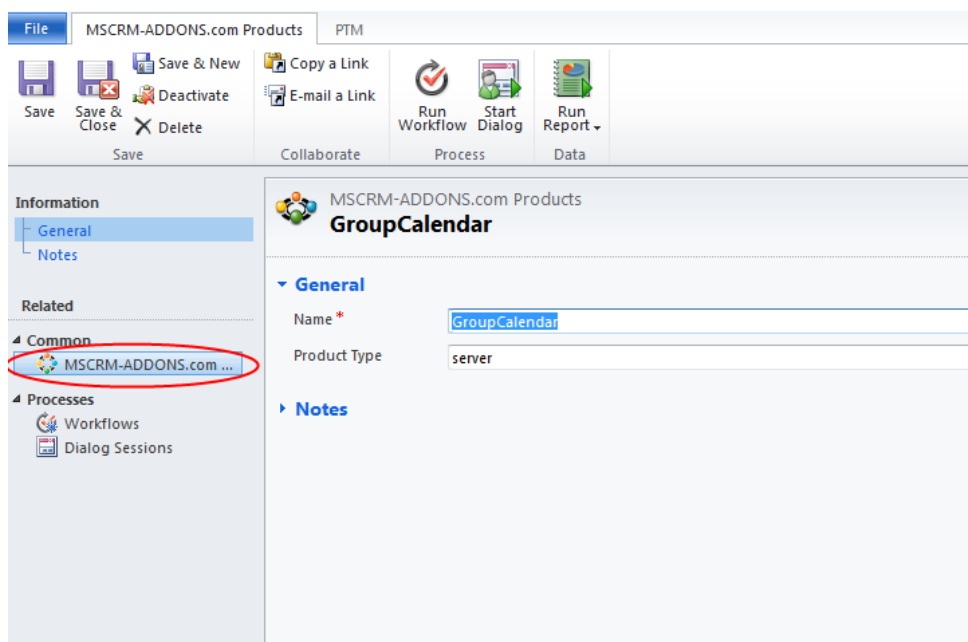 File
MSCRM-ADDONS.com Products
PTM
Save
Save & Close
Save & New
Deactivate
Delete
Save
Copy a Link
E-mail a Link
Collaborate
Run Workflow
Start Dialog
Process
Run Report
Data
Information
General
Notes
Related
Common
MSCRM-ADDONS.com ...
Processes
Workflows
Dialog Sessions
MSCRM-ADDONS.com Products
GroupCalendar
General
Name *
GroupCalendar
Product Type
server
Notes